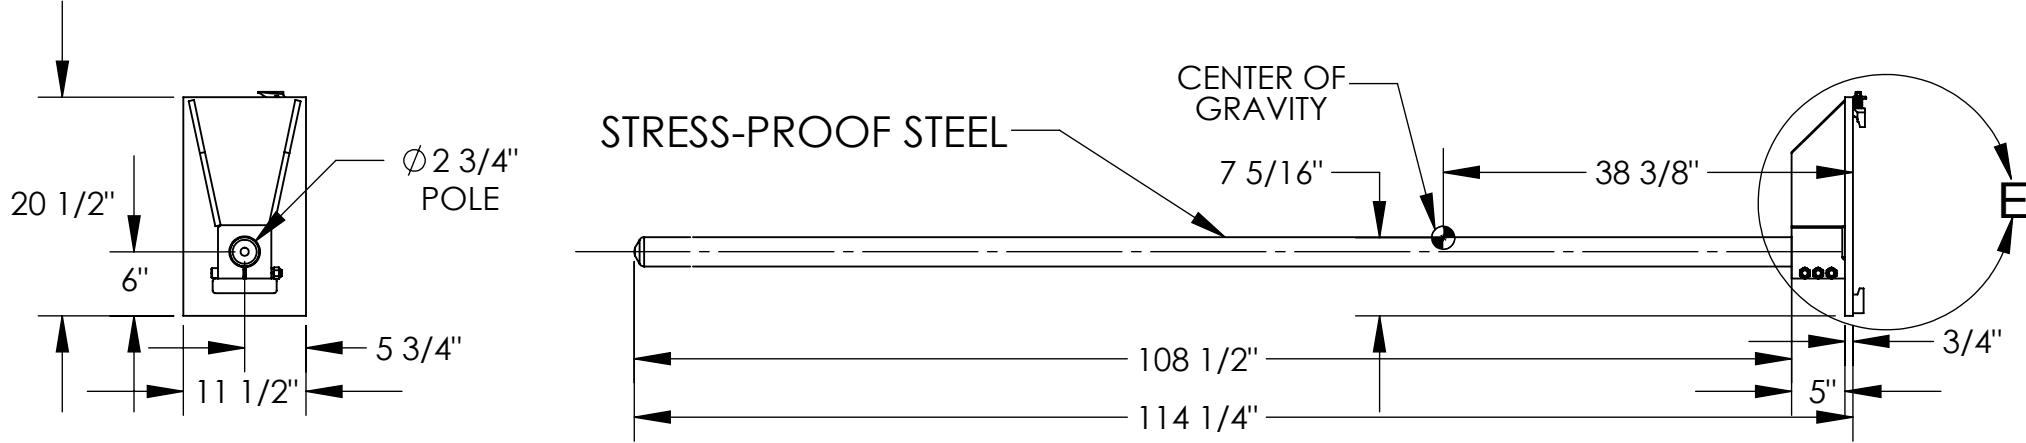 CENTER OF
GRAVITY
STRESS-PROOF STEEL
Ø 2 3/4"
POLE
7 5/16"
38 3/8"
20 1/2"
E
6"
5 3/4"
3/4"
108 1/2"
11 1/2"
5"
114 1/4"